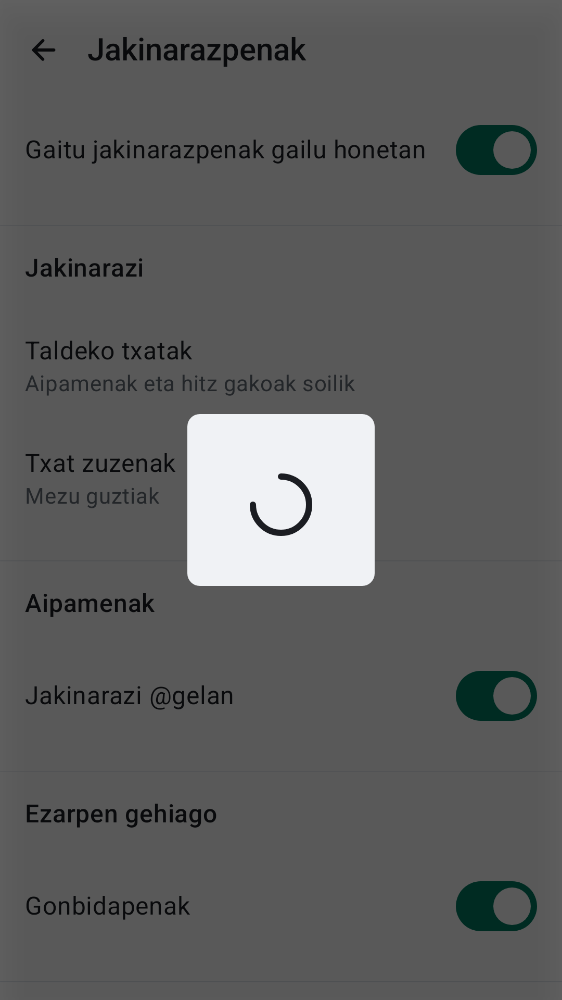 Jakinarazpenak
Gaitu jakinarazpenak gailu honetan
Jakinarazi
Taldeko txatak
Aipamenak eta hitz gakoak soilik
Txat zuzenak
Mezu guztiak
Aipamenak
Jakinarazi @gelan
Ezarpen gehiago
Gonbidapenak